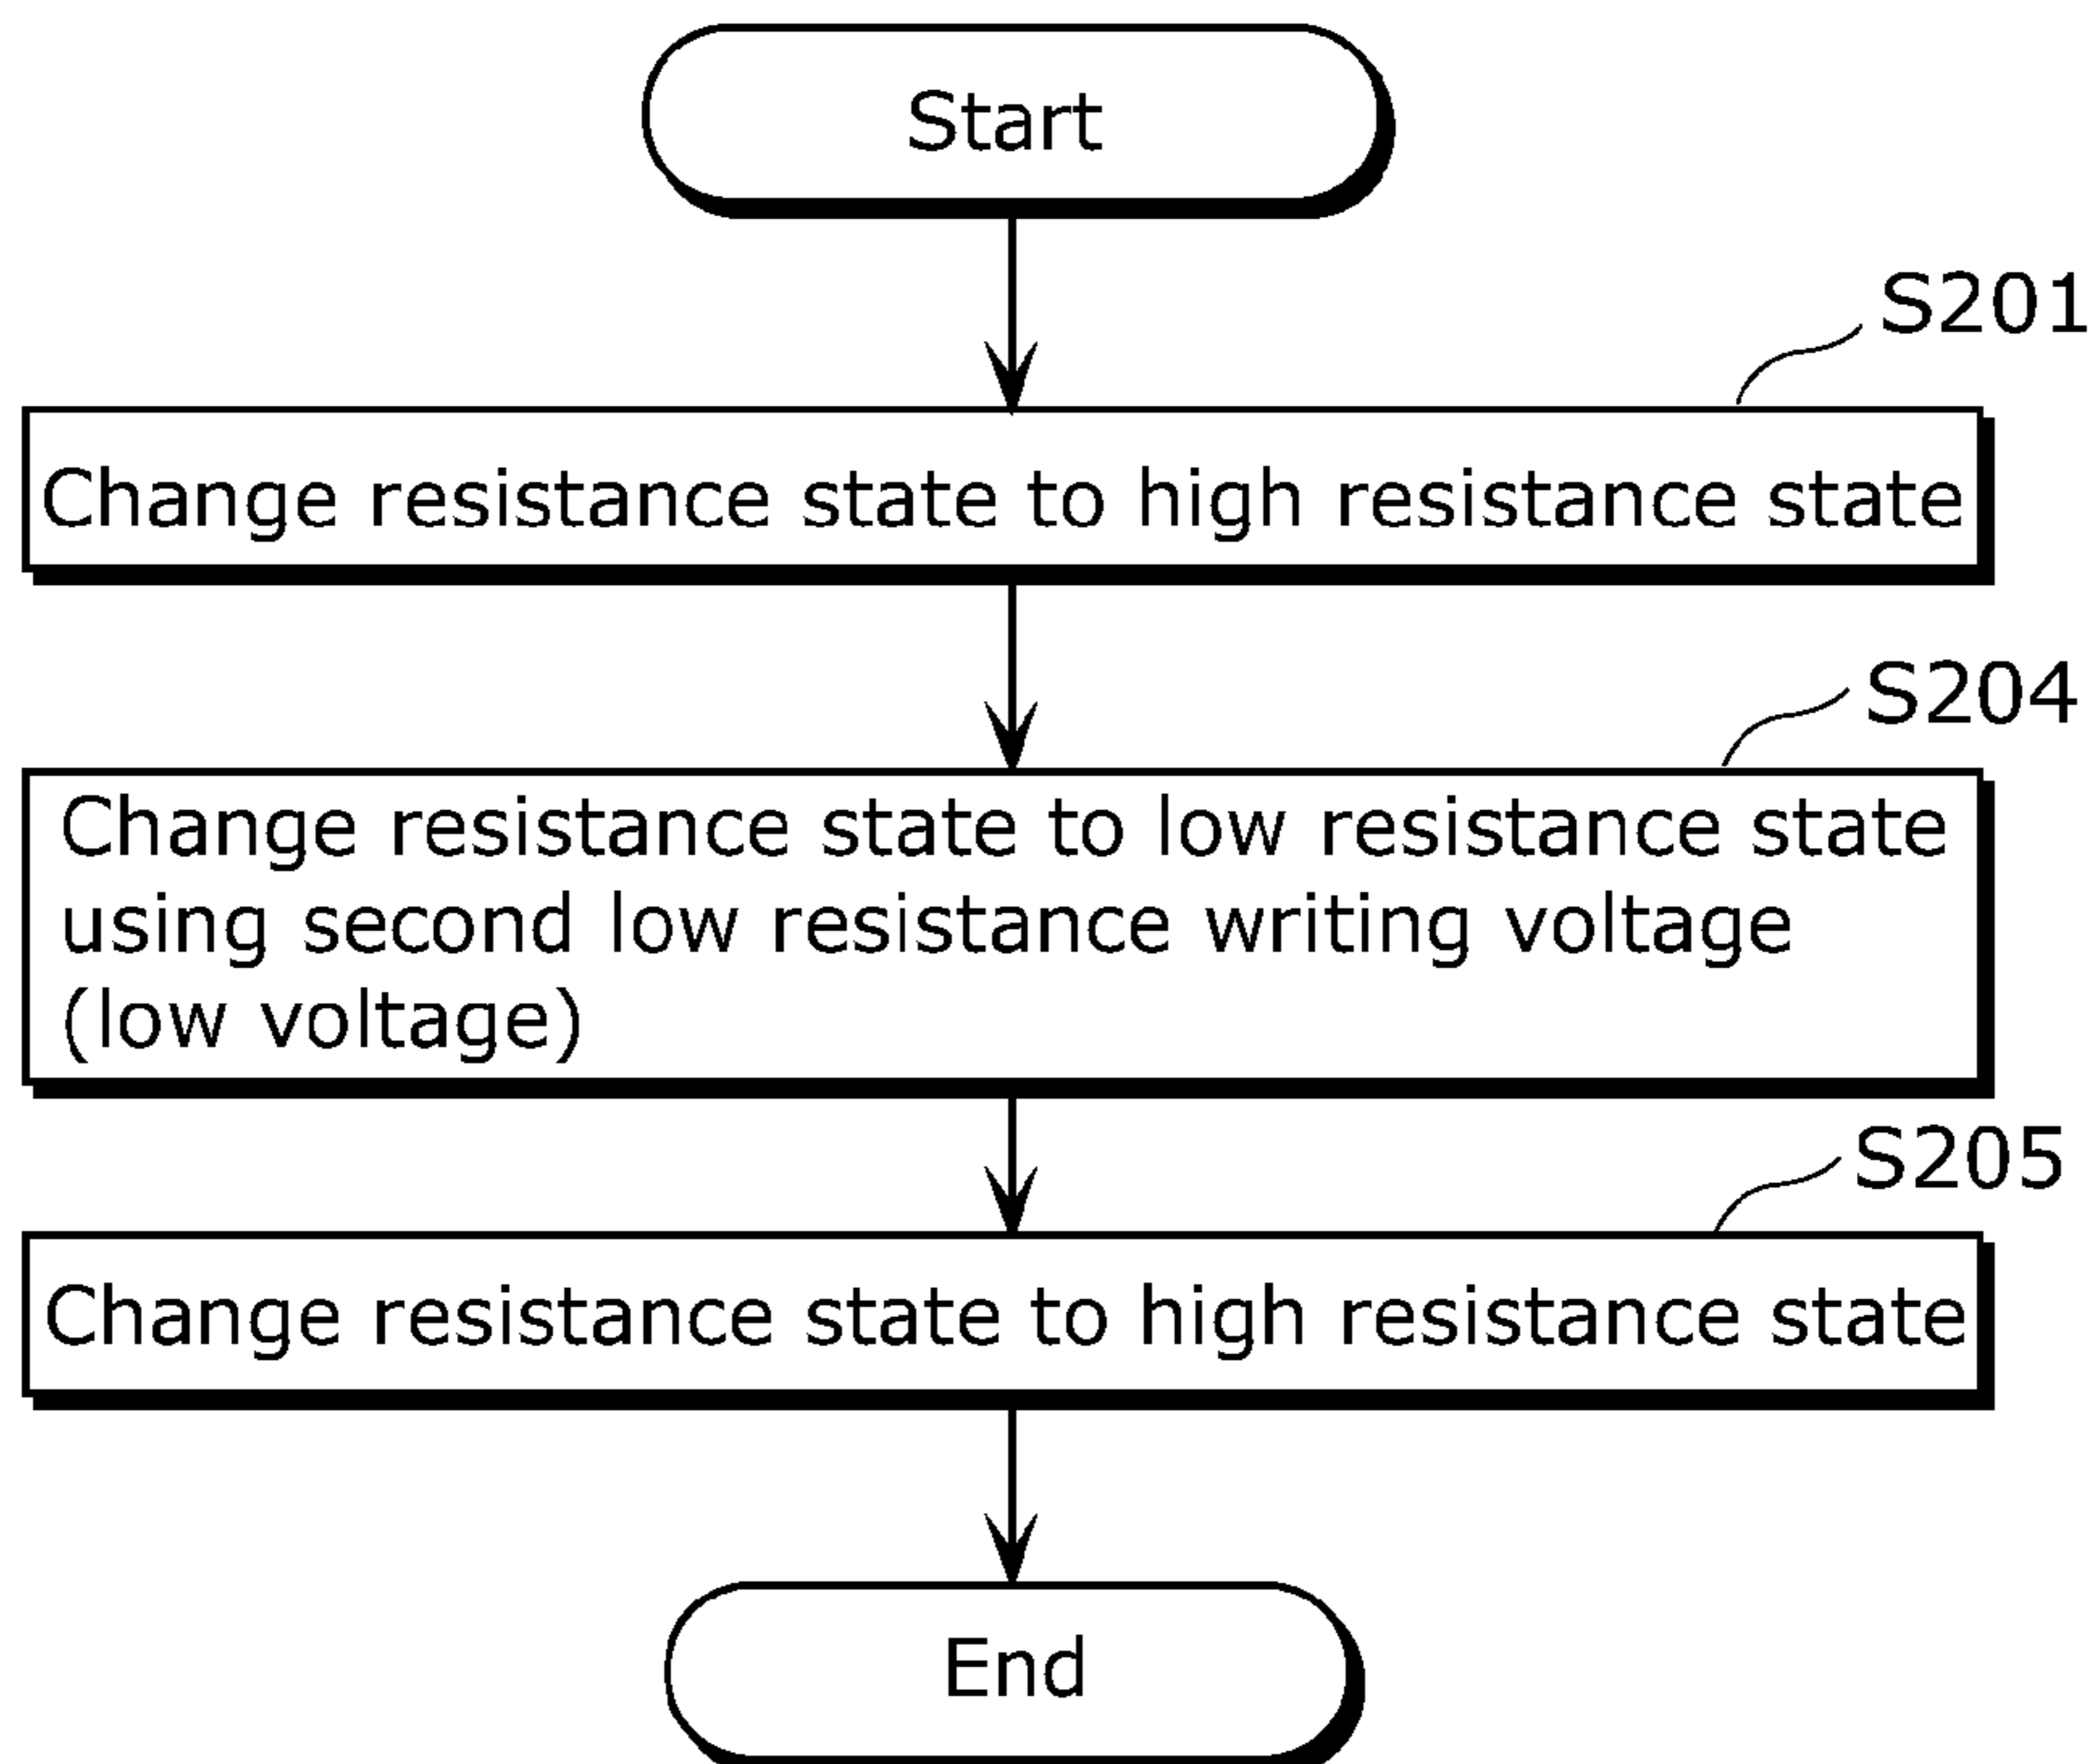 Start
S201
Change resistance state to high resistance state
S204
Change resistance state to low resistance state
using second low resistance writing voltage
(low voltage)
S205
Change resistance state to high resistance state
End